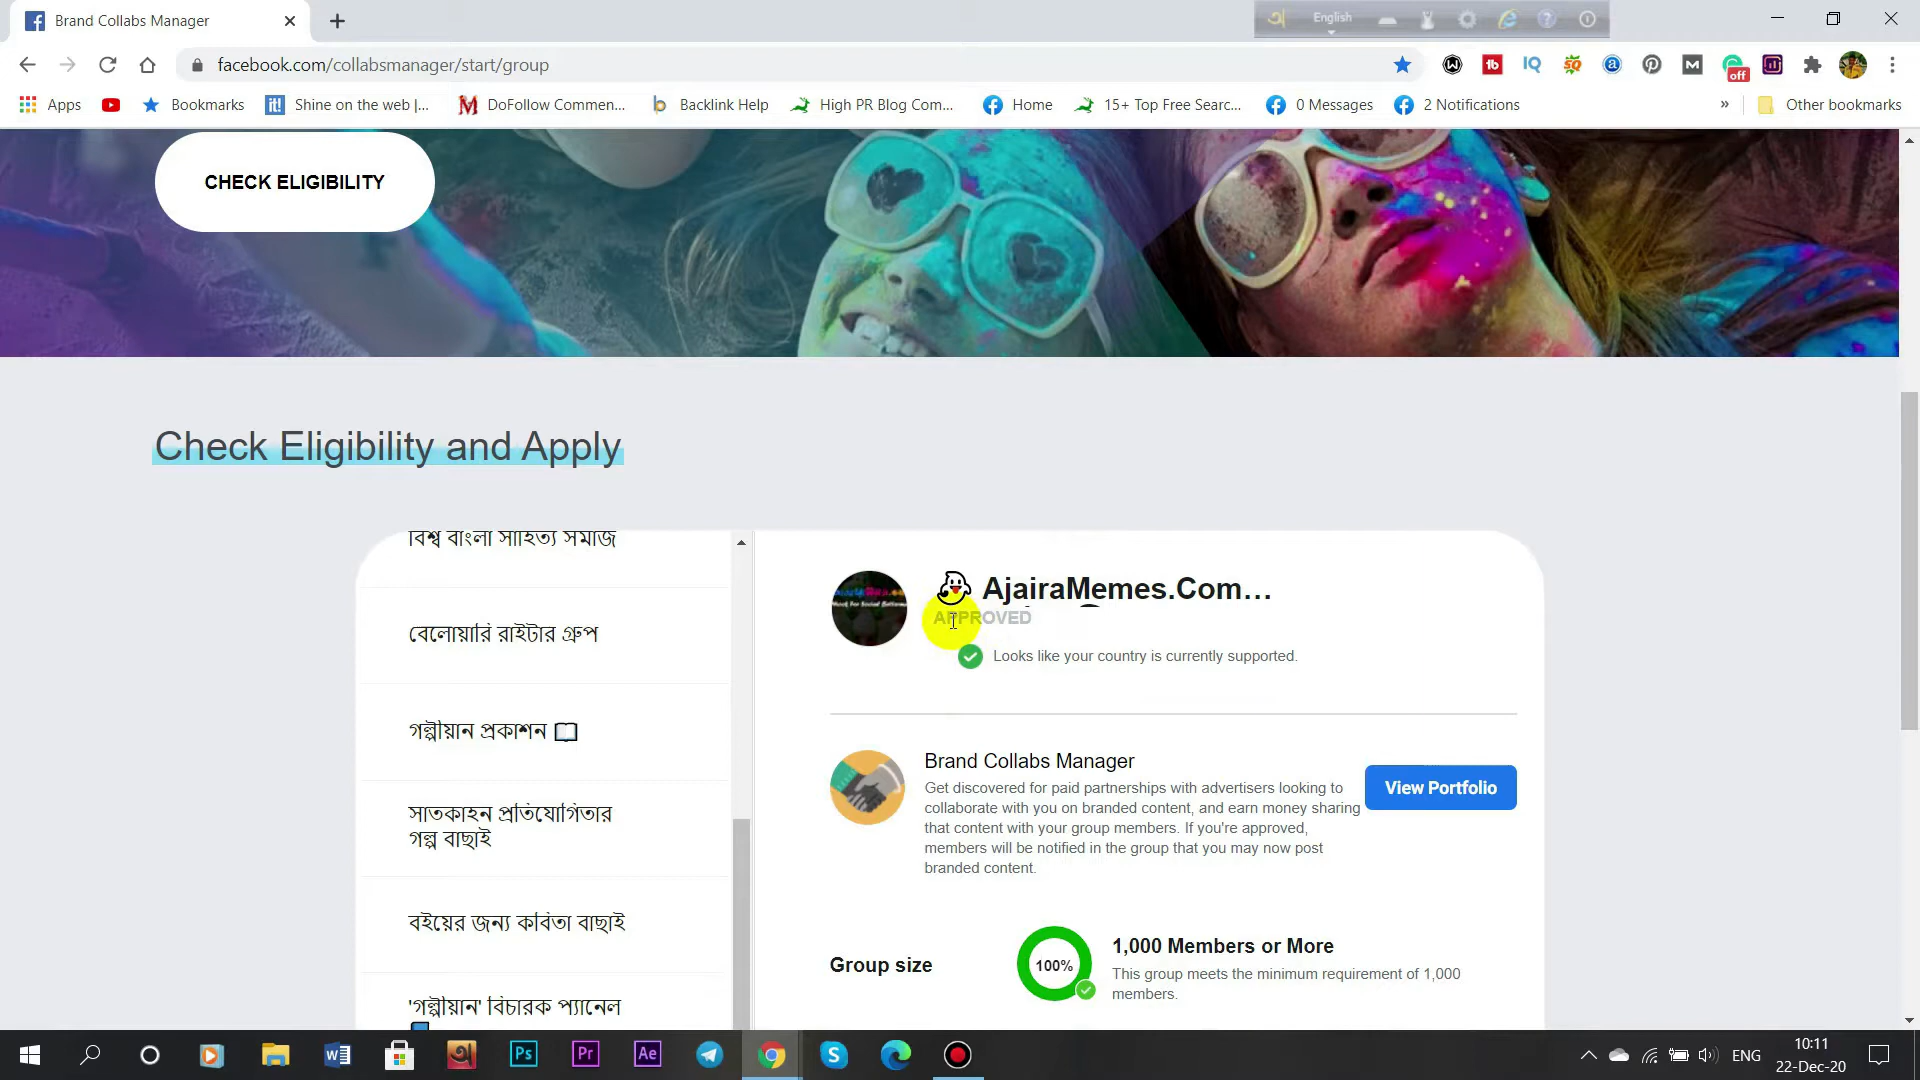 Brand Collabs Manager
English
facebook.com/collabsmanager/start/group
off
Apps
Bookmarks
Shine on the web |...
DoFollow Commen...
Backlink Help
High PR Blog Com...
Home
15+ Top Free Searc...
0 Messages
2 Notifications
»
Other bookmarks
CHECK ELIGIBILITY
Check Eligibility and Apply
বিশ্ব বাংলা সাহিত্য সমাজ
বেলোয়ারি রাইটার গ্রুপ
গল্পীয়ান প্রকাশন
সাতকাহন প্রতিযোগিতার
গল্প বাছাই
বইয়ের জন্য কবিতা বাছাই
'গল্পীয়ান' বিচারক প্যানেল
AjairaMemes.Com...
APPROVED
Looks like your country is currently supported.
Brand Collabs Manager
Get discovered for paid partnerships with advertisers looking to
collaborate with you on branded content, and earn money sharing
that content with your group members. If you're approved,
members will be notified in the group that you may now post
branded content.
View Portfolio
Group size
100%
1,000 Members or More
This group meets the minimum requirement of 1,000
members.
ENG
10:11
22-Dec-20